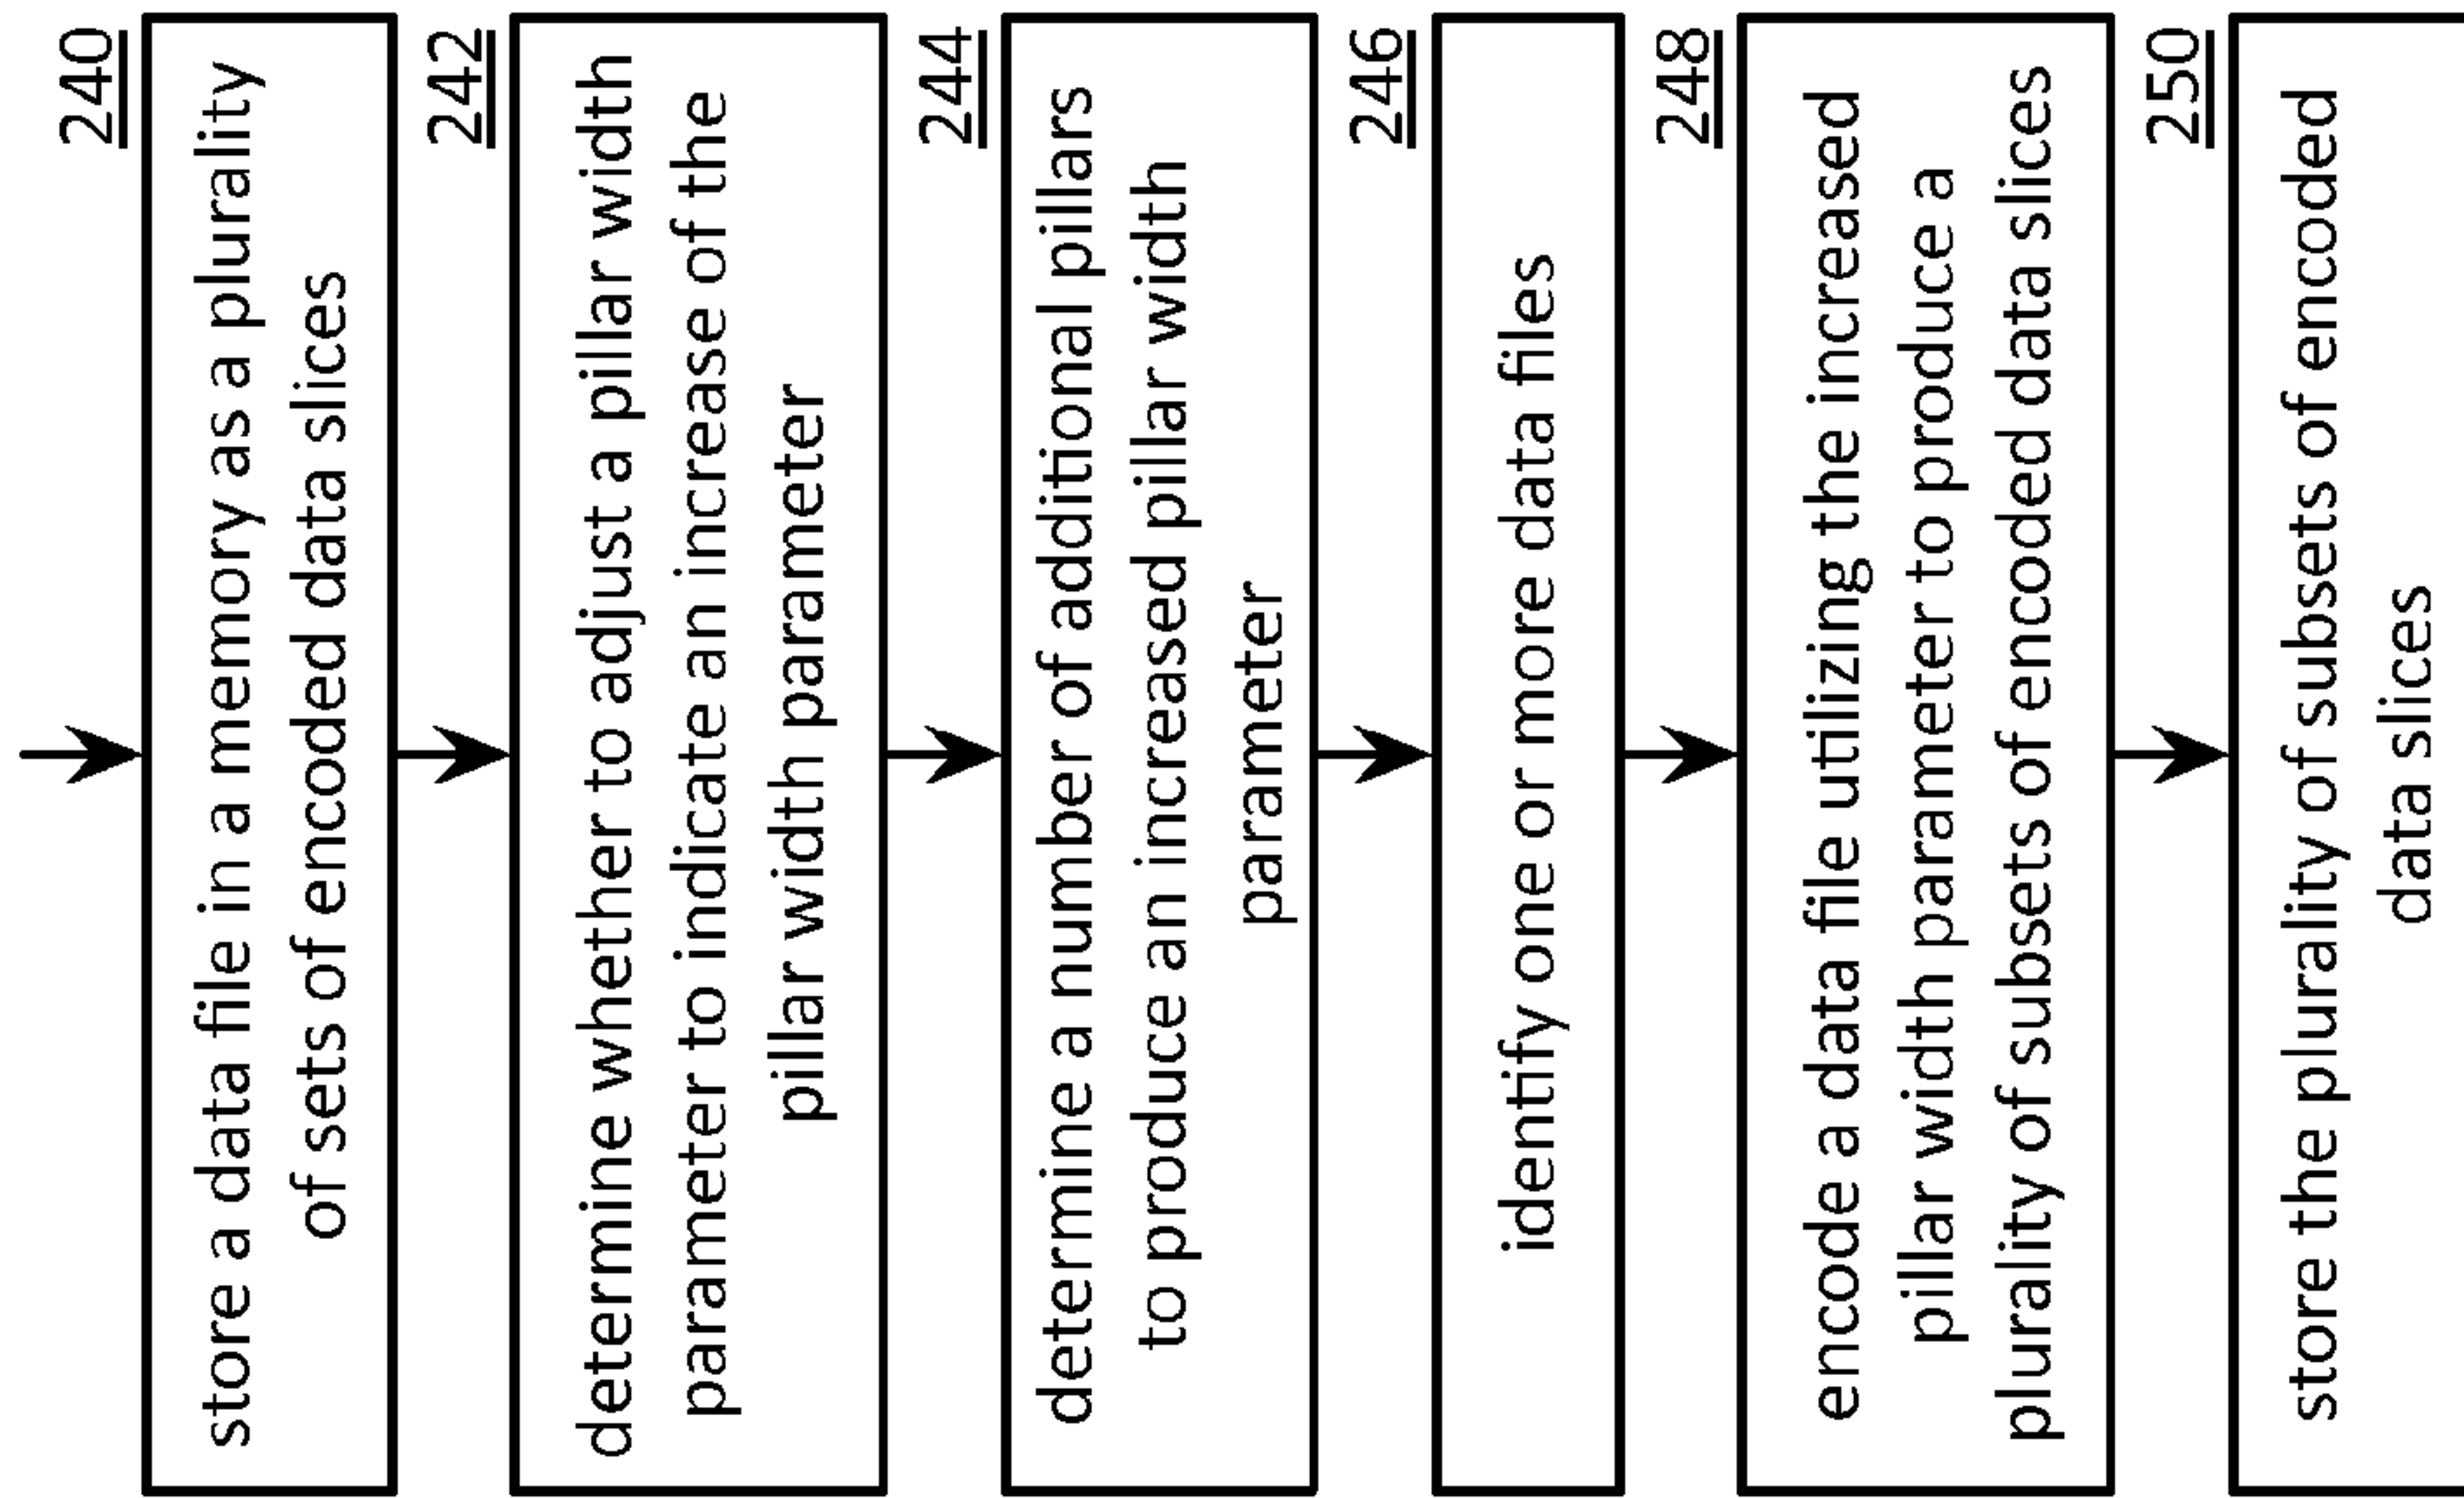 240
store a data file in a memory as a plurality
of sets of encoded data slices
242
determine whether to adjust a pillar width
parameter to indicate an increase of the
pillar width parameter
244
determine a number of additional pillars
to produce an increased pillar width
parameter
246
identify one or more data files
248
encode a data file utilizing the increased
pillar width parameter to produce a
plurality of subsets of encoded data slices
250
store the plurality of subsets of encoded
data slices